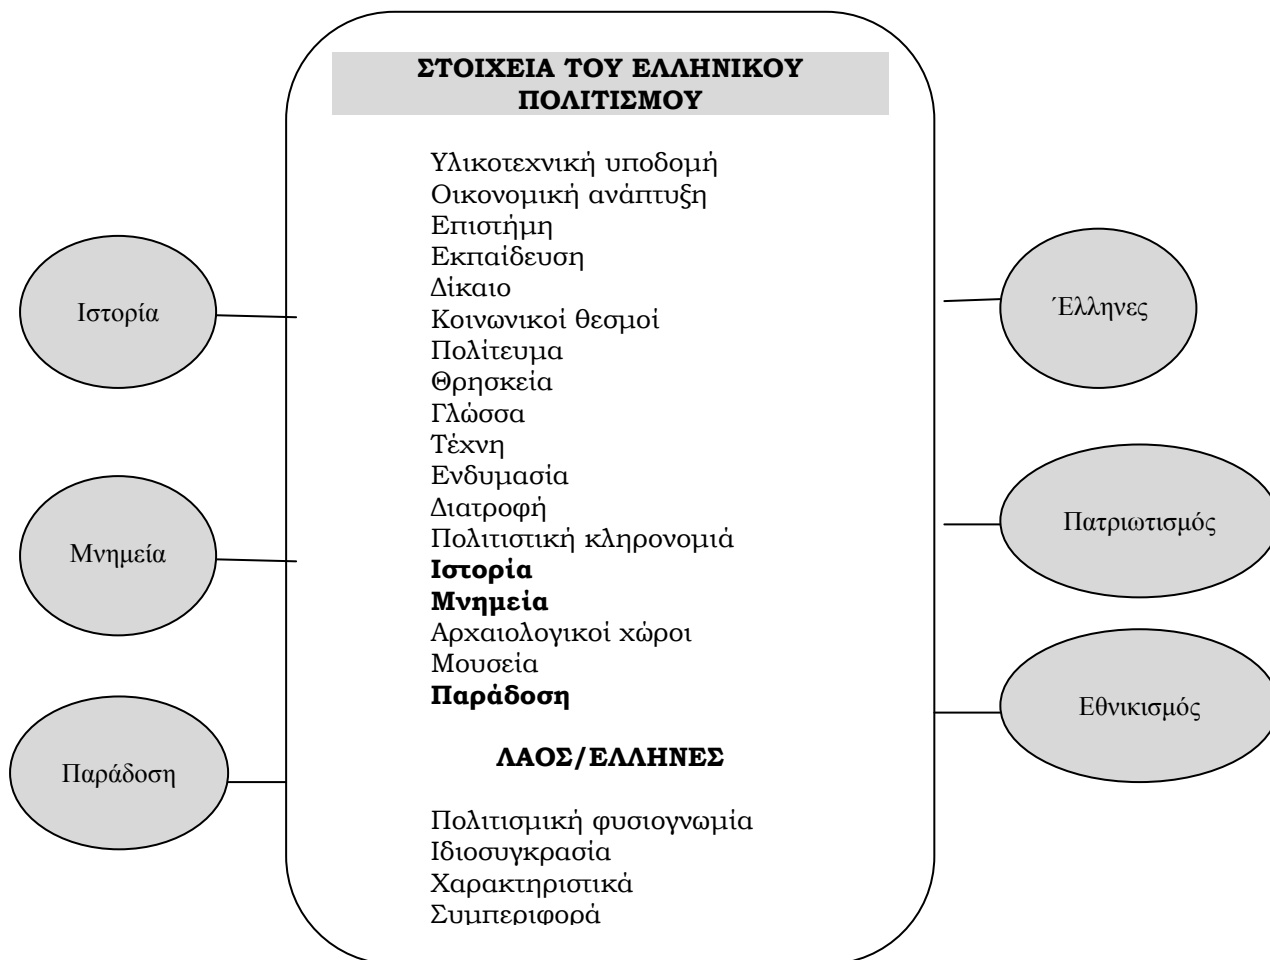 ΣΤΟΙΧΕΙΑ ΤΟΥ ΕΛΛΗΝΙΚΟΥ
ΠΟΛΙΤΙΣΜΟΥ
Υλικοτεχνική υποδομή
Οικονομική ανάπτυξη
Επιστήμη
Εκπαίδευση
Δίκαιο
Κοινωνικοί θεσμοί
Πολίτευμα
Θρησκεία
Γλώσσα
Τέχνη
Ενδυμασία
Διατροφή
Πολιτιστική κληρονομιά
Ιστορία
Μνημεία
Αρχαιολογικοί χώροι
Μουσεία
Παράδοση
ΛΑΟΣ/ΕΛΛΗΝΕΣ
Πολιτισμική φυσιογνωμία
Ιδιοσυγκρασία
Χαρακτηριστικά
Συμπεριφορά
Ιστορία
Μνημεία
Παράδοση
Έλληνες
Πατριωτισμός
Εθνικισμός